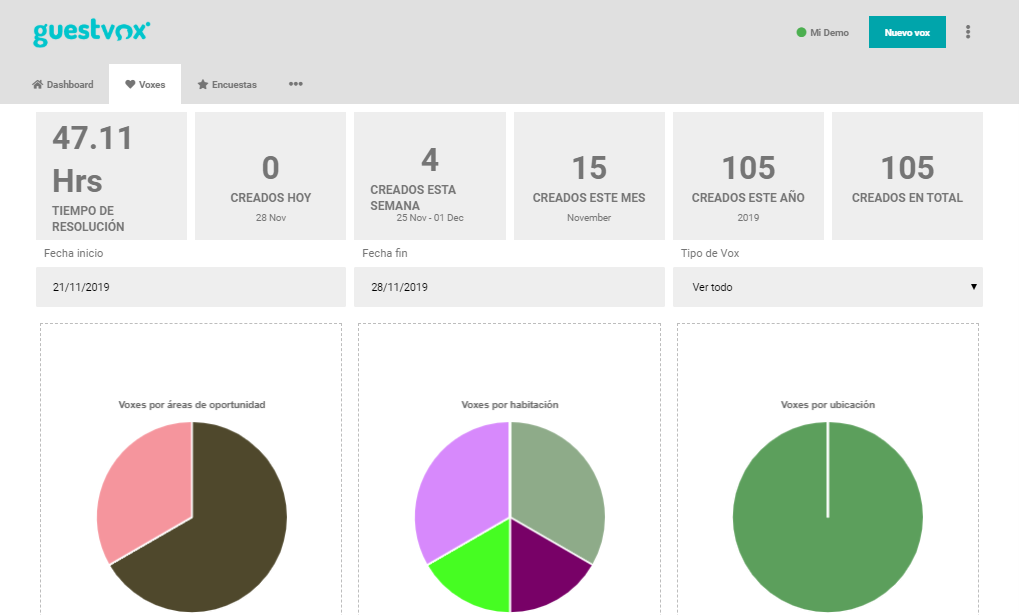 guestvox
Mi Demo
Nuevo vox
Dashboard
Voxes
Encuestas
47.11
Hrs
TIEMPO DE
RESOLUCIÓN
0
CREADOS HOY
28 Nov
4
CREADOS ESTA
SEMANA
25 Nov - 01 Dec
15
CREADOS ESTE MES
November
105
CREADOS ESTE AÑO
2019
105
CREADOS EN TOTAL
Fecha inicio
Fecha fin
Tipo de Vox
21/11/2019
28/11/2019
Ver todo
Voxes por áreas de oportunidad
Voxes por habitación
Voxes por ubicación